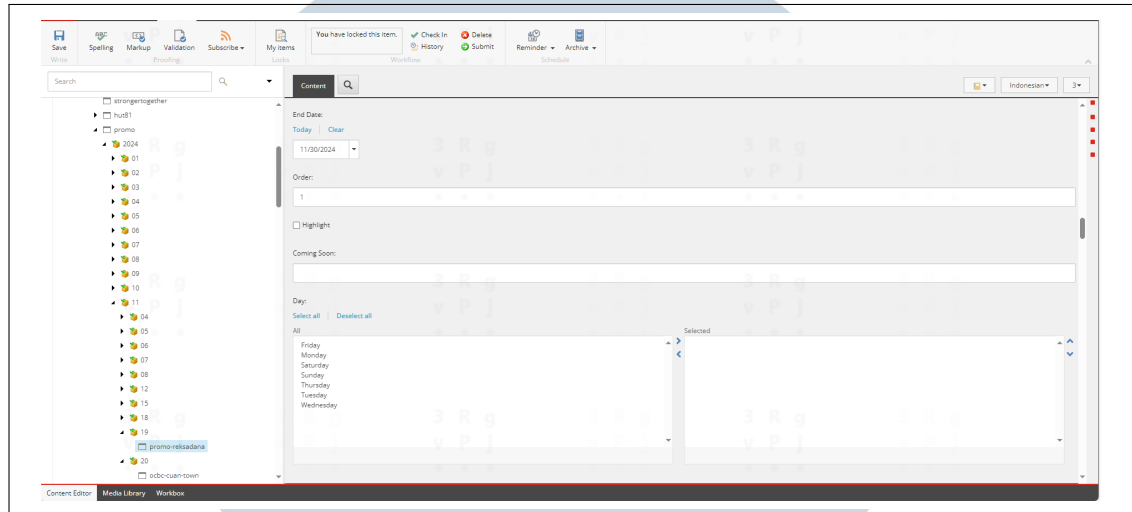 Save
Spelling
Markup
Validation
Subscribe
My items
You have locked this item.
Check In
History
Delete
Submit
Reminder
Archive
Write
Proofing
Locks
Workflow
Schedule
Search
Content
Indonesian
3
strongertogether
hut81
promo
2024
01
02
03
04
05
06
07
08
09
10
11
04
05
06
07
08
12
15
18
19
promo-reksadana
20
ocbc-cuan-town
End Date:
Today
Clear
11/30/2024
Order:
1
Highlight
Coming Soon:
Day:
Select all
Deselect all
All
Selected
Friday
Monday
Saturday
Sunday
Thursday
Tuesday
Wednesday
Content Editor
Media Library
Workbox